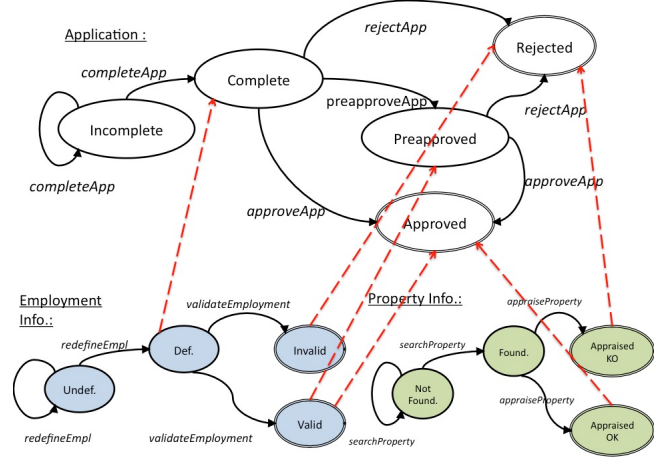 Application :
rejectApp
Rejected
completeApp
Complete
preapproveApp
rejectApp
Incomplete
Preapproved
completeApp
approveApp
approveApp
Approved
Employment
Info.:
validateEmployment
Property Info.:
appraiseProperty
redefineEmpl
Def.
Invalid
searchProperty
Found.
Appraised
KO
Undef.
Not
Found.
appraiseProperty
redefineEmpl
validateEmployment
Valid
searchProperty
Appraised
OK